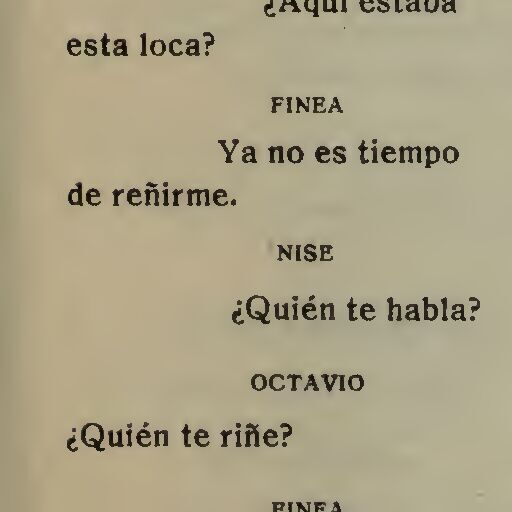 ¿Aquí estaba
esta loca?
FINEA
Ya no es tiempo
de reñirme.
NISE
¿Quién te habla?
OCTAVIO
¿Quién te riñe?
FINEA